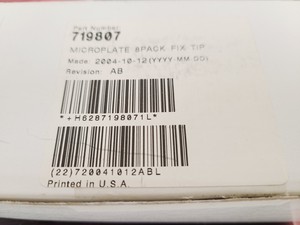 Part Number
719807
MICROPLATE 8PACK FIX TIP
Made: 2004-10-12(YYYY-MM-DD)
Revision: AB
*+H6287198071L*
(22)720041012ABL
Printed in U.S.A.